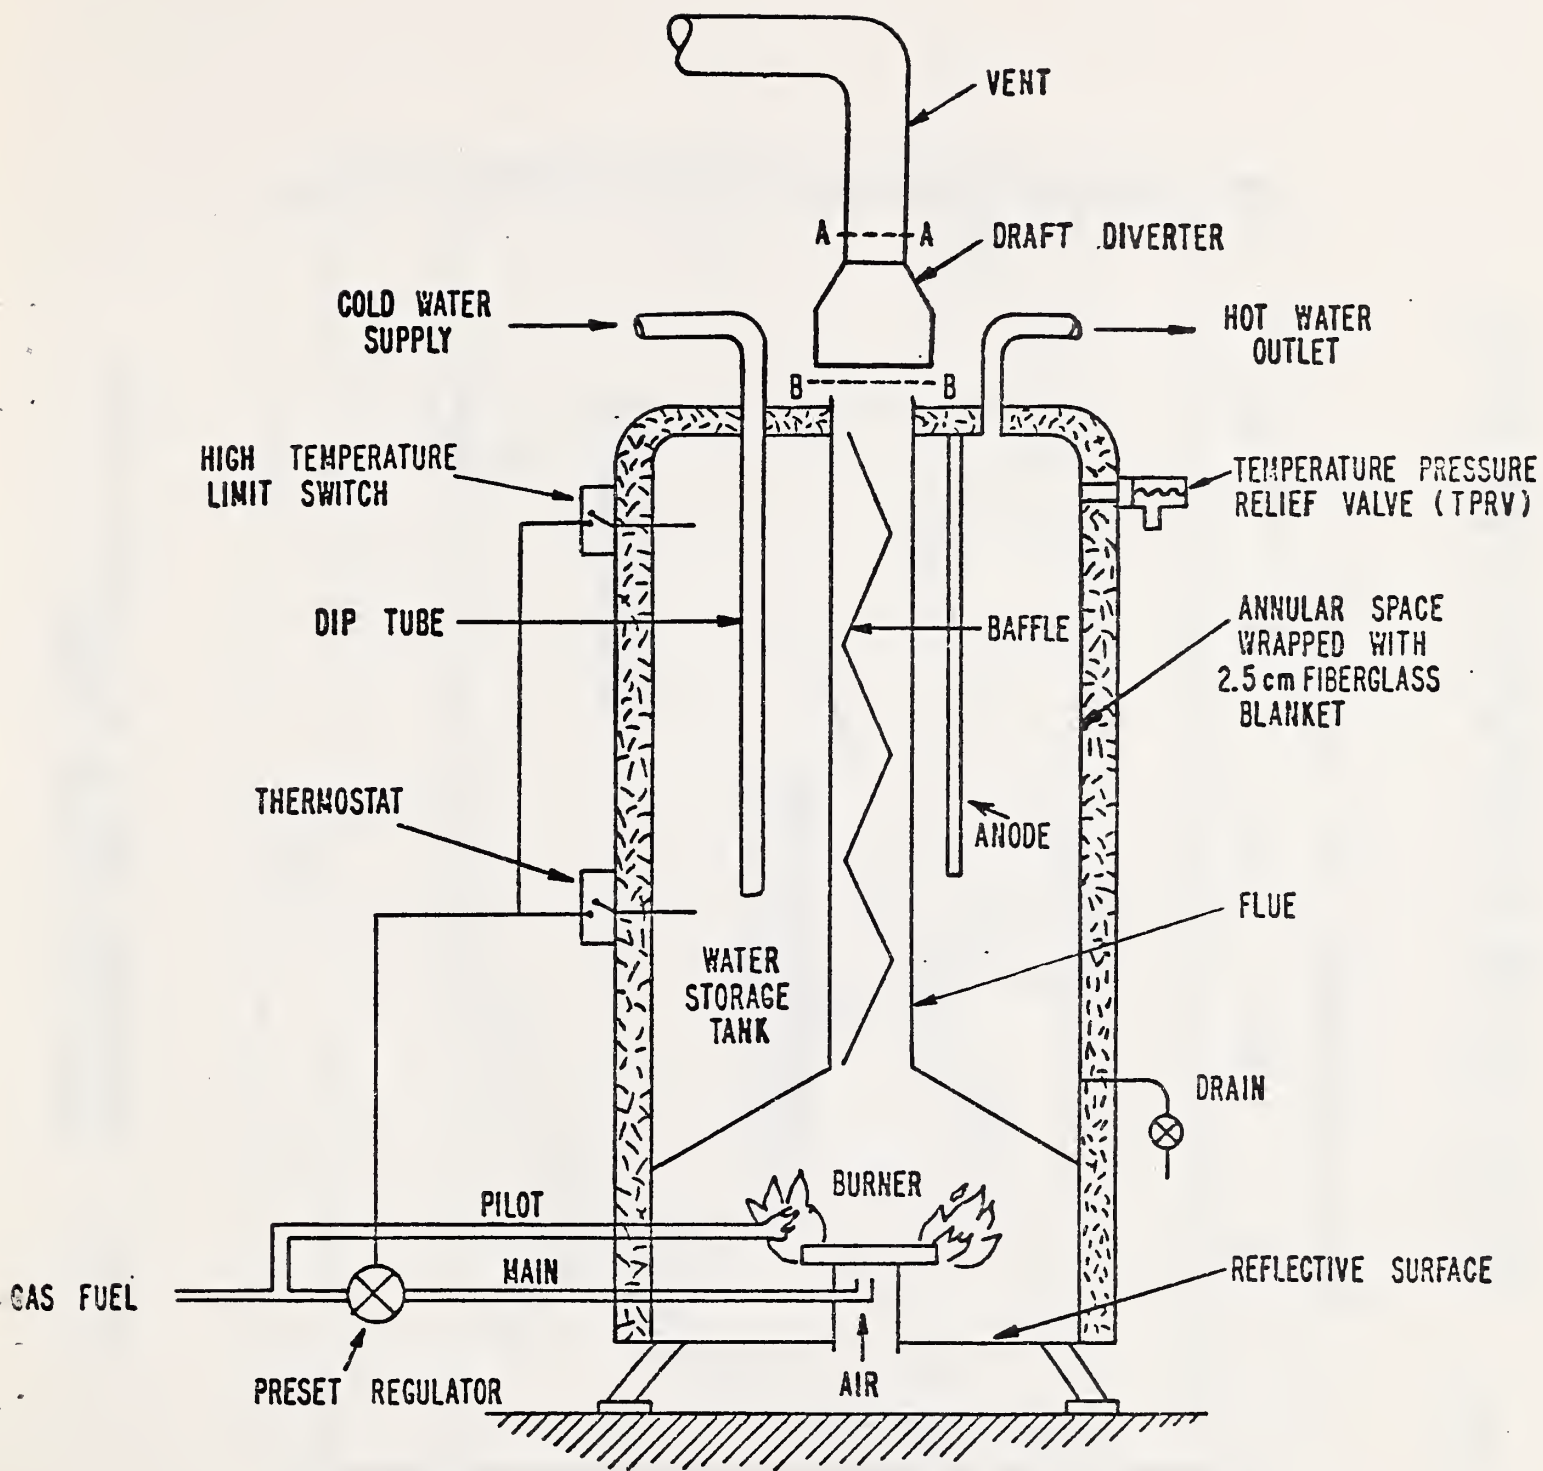 VENT
A A
DRAFT DIVERTER
COLD WATER
SUPPLY
HOT WATER
OUTLET
B B
HIGH TEMPERATURE
LIMIT SWITCH
TEMPERATURE PRESSURE
RELIEF VALVE (TPRV)
DIP TUBE
BAFFLE
ANNULAR SPACE
WRAPPED WITH
2.5 cm FIBERGLASS
BLANKET
THERMOSTAT
ANODE
FLUE
WATER
STORAGE
TANK
DRAIN
BURNER
PILOT
MAIN
GAS FUEL
REFLECTIVE SURFACE
PRESET REGULATOR
AIR